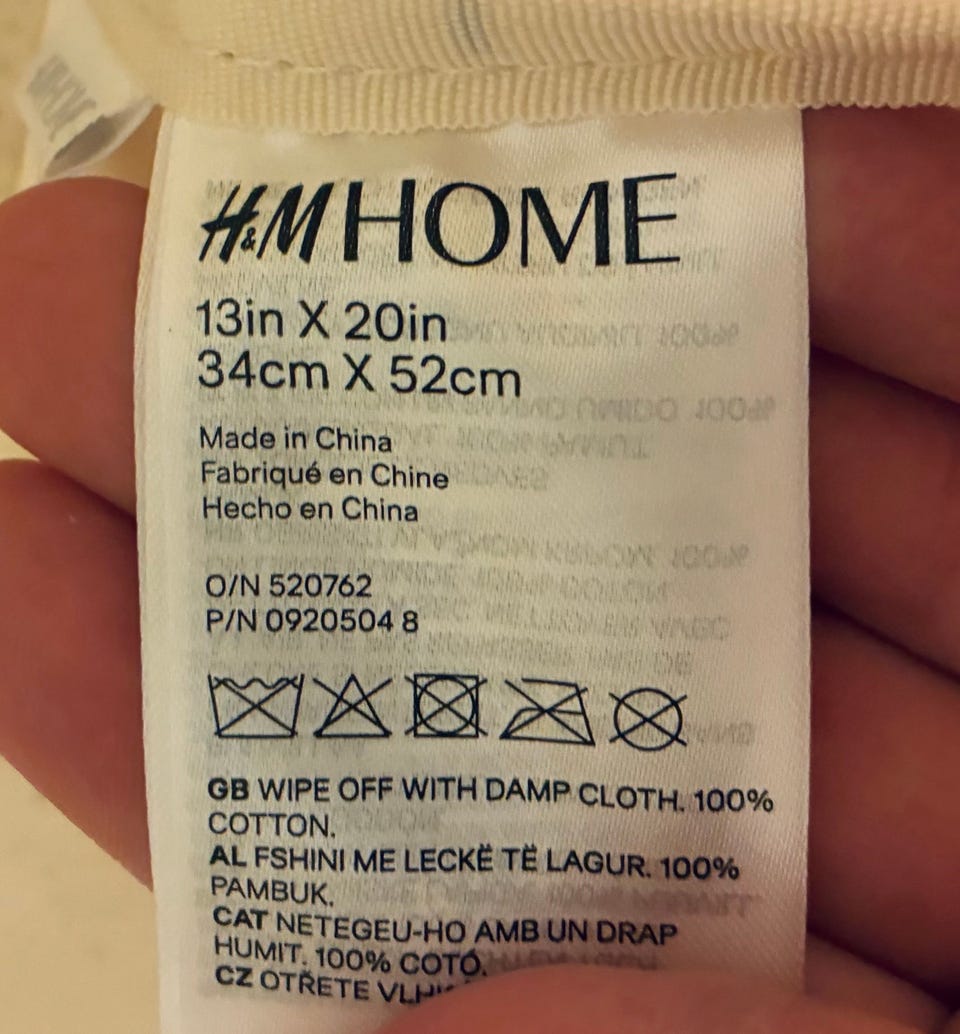 H&M HOME
13in X 20in
34cm X 52cm
Made in China
Fabriqué en Chine
Hecho en China
O/N 520762
P/N 0920504 8
GB WIPE OFF WITH DAMP CLOTH. 100%
COTTON.
AL FSHINI ME LECKË TË LAGUR. 100%
PAMBUK.
CAT NETEGEU-HO AMB UN DRAP
HUMIT. 100% COTÓ.
CZ OTŘETE